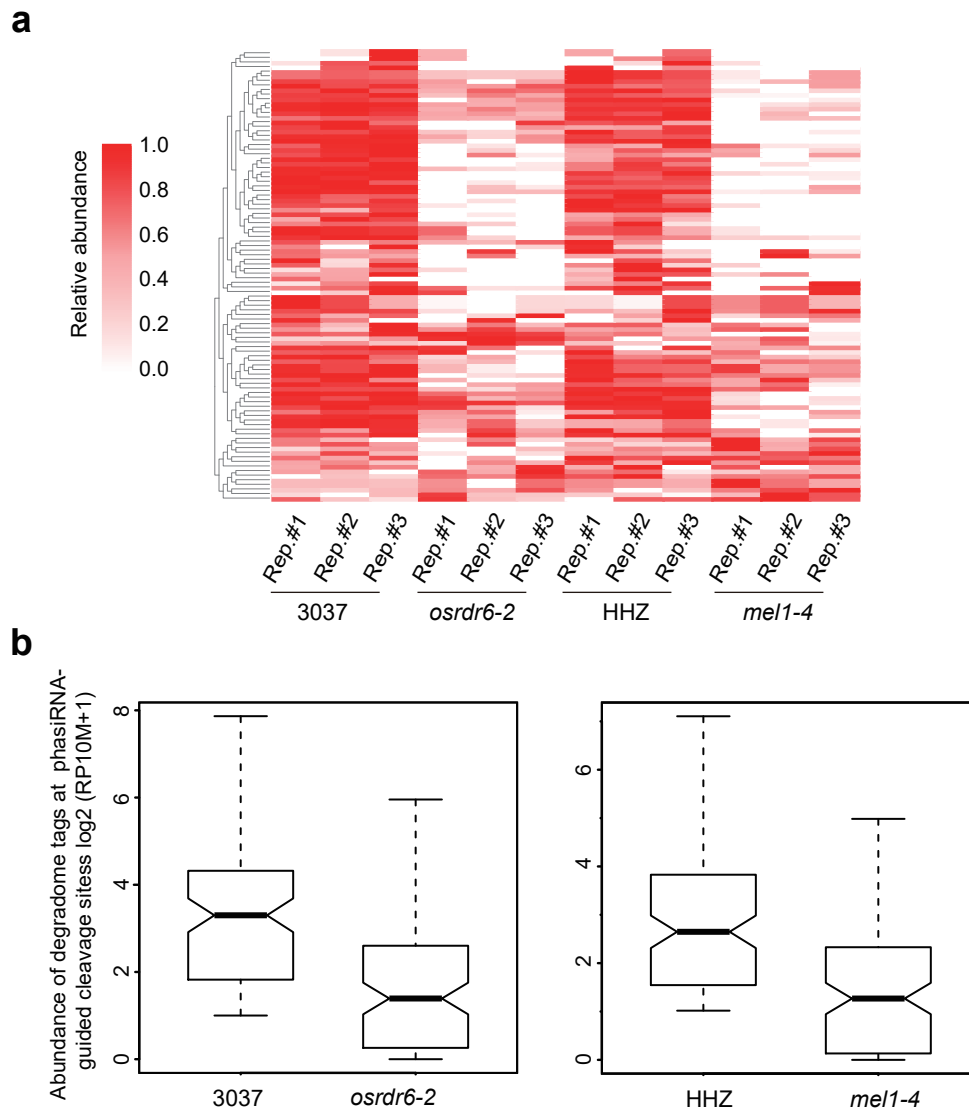 a
Relative abundance
1.0
0.8
0.6
0.4
0.2
0.0
Rep.#1 Rep.#2 Rep.#3 Rep.#1 Rep.#2 Rep.#3 Rep.#1 Rep.#2 Rep.#3 Rep.#1 Rep.#2 Rep.#3
3037 osrdr6-2 HHZ mel1-4
b
Abundance of degradome tags at phasiRNA-
guided cleavage sitess log2 (RP10M+1)
8
6
4
2
0
3037 osrdr6-2
6
4
2
0
HHZ mel1-4